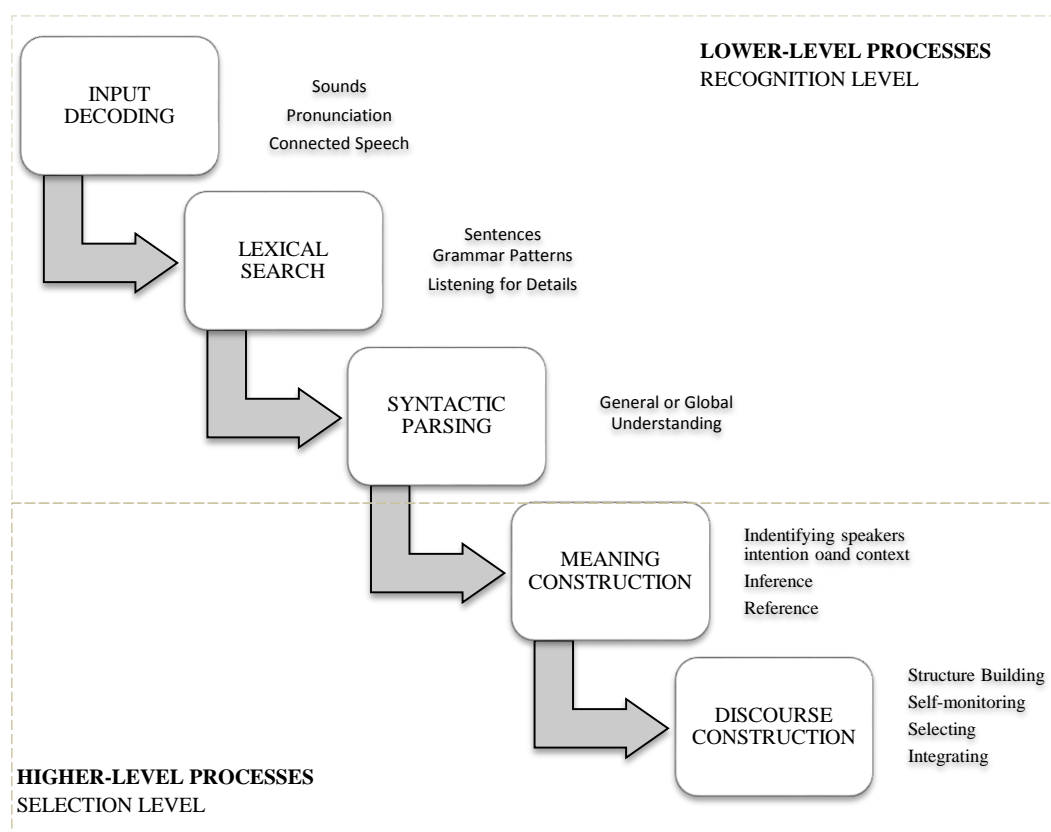 LOWER-LEVEL PROCESSES
RECOGNITION LEVEL
INPUT
DECODING
Sounds
Pronunciation
Connected Speech
LEXICAL
SEARCH
Sentences
Grammar Patterns
Listening for Details
SYNTACTIC
PARSING
General or Global
Understanding
MEANING
CONSTRUCTION
Indentifying speakers
intention oand context
Inference
Reference
DISCOURSE
CONSTRUCTION
Structure Building
Self-monitoring
Selecting
Integrating
HIGHER-LEVEL PROCESSES
SELECTION LEVEL